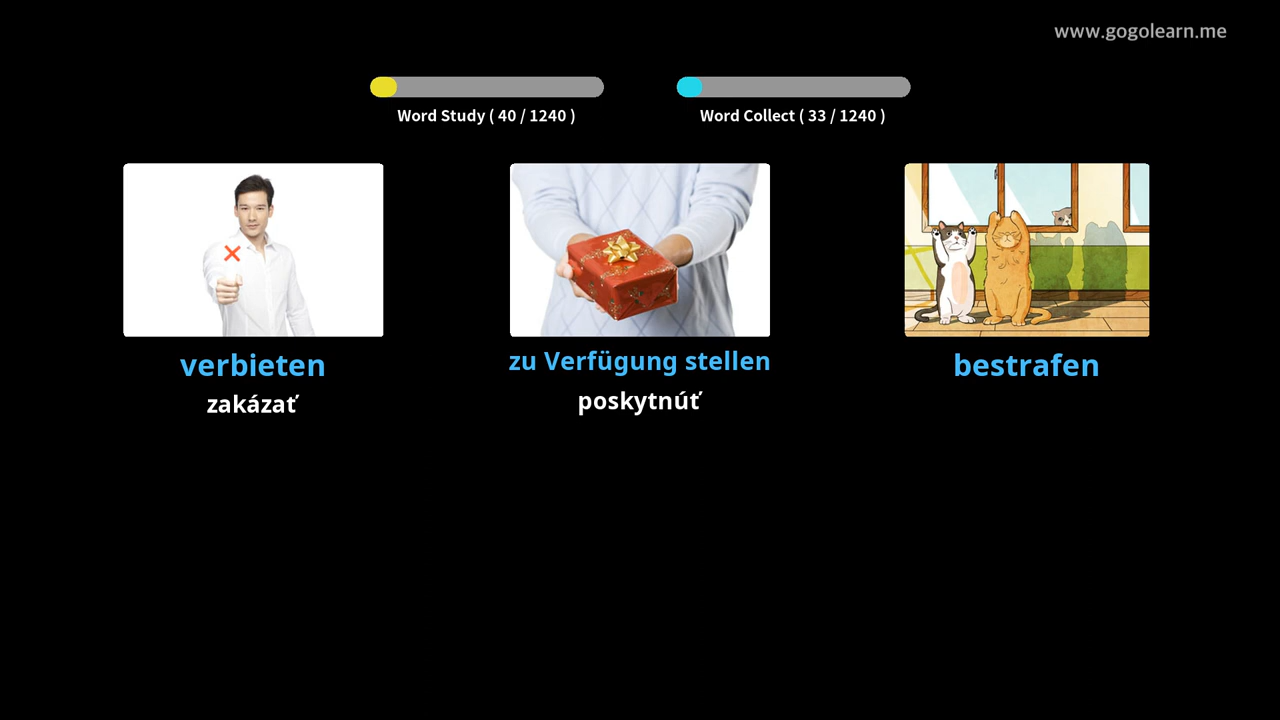 www.gogolearn.me
Word Study ( 40 / 1240 )
Word Collect ( 33 / 1240 )
verbieten
zakázať
zu Verfügung stellen
poskytnúť
bestrafen